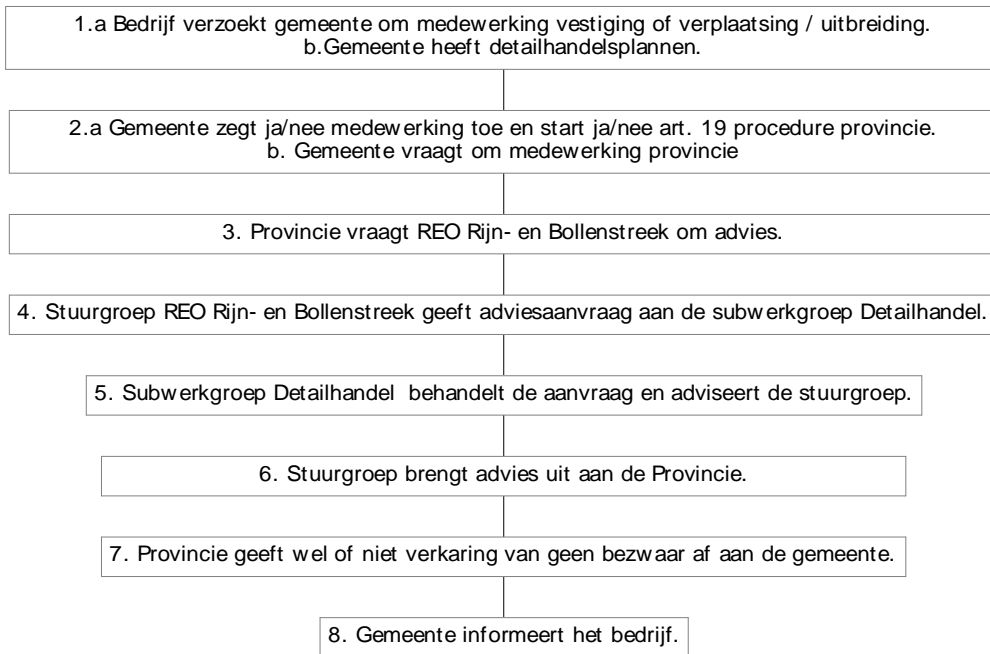 1.a Bedrijf verzoekt gemeente om medewerking vestiging of verplaatsing / uitbreiding.
b.Gemeente heeft detailhandelsplannen.
2.a Gemeente zegt ja/nee medewerking toe en start ja/nee art. 19 procedure provincie.
b. Gemeente vraagt om medewerking provincie
3. Provincie vraagt REO Rijn- en Bollenstreek om advies.
4. Stuurgroep REO Rijn- en Bollenstreek geeft adviesaanvraag aan de subwerkgroep Detailhandel.
5. Subwerkgroep Detailhandel behandelt de aanvraag en adviseert de stuurgroep.
6. Stuurgroep brengt advies uit aan de Provincie.
7. Provincie geeft wel of niet verkaring van geen bezwaar af aan de gemeente.
8. Gemeente informeert het bedrijf.